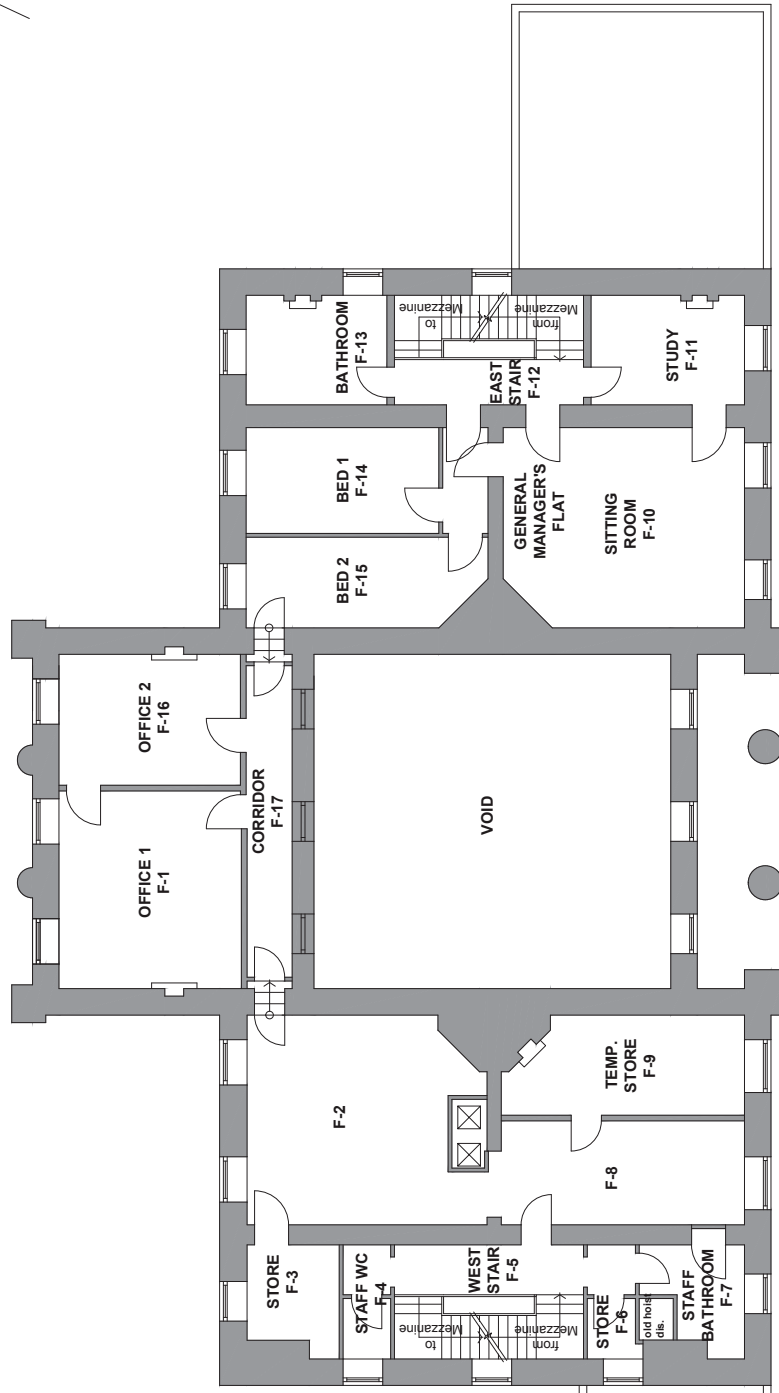 OFFICE 1
F-1
OFFICE 2
F-16
CORRIDOR
F-17
STORE
F-3
F-2
BED 2
F-15
BED 1
F-14
BATHROOM
F-13
STAFF WC
F-4
to
Mezzanine
from
Mezzanine
WEST
STAIR
F-5
VOID
to
Mezzanine
from
Mezzanine
EAST
STAIR
F-12
GENERAL
MANAGER'S
FLAT
STORE
F-6
old hoist
dis.
STAFF
BATHROOM
F-7
F-8
TEMP.
STORE
F-9
SITTING
ROOM
F-10
STUDY
F-11